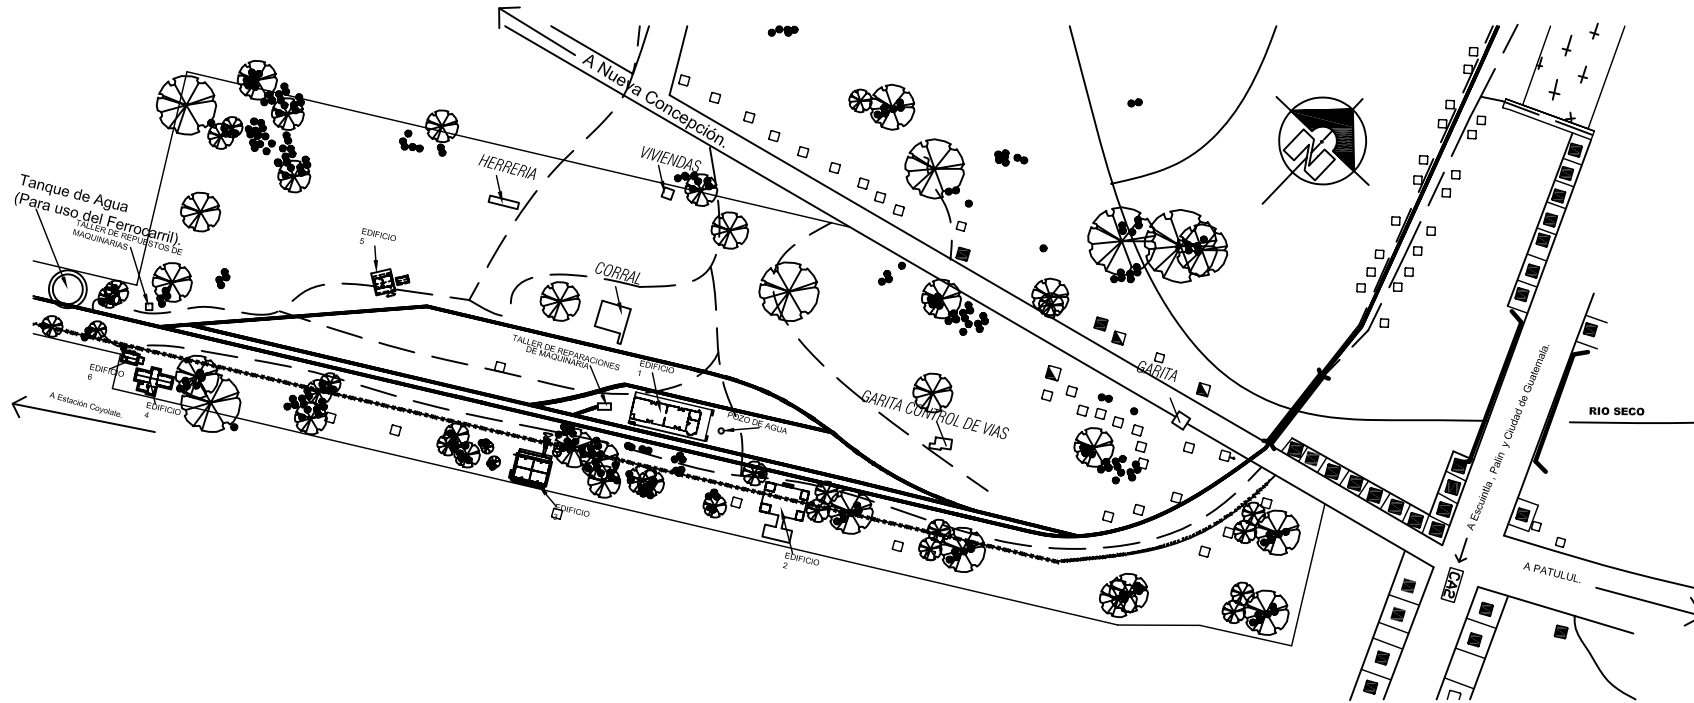 A Nueva Concepción.
HERRERIA
VIVIENDAS
Tanque de Agua
(Para uso del Ferrocarril).
TALLER DE REPUESTOS DE
MAQUINARIAS
EDIFICIO
5
CORRAL
TALLER DE REPARACIONES
DE MAQUINARIA
EDIFICIO
1
GARITA
EDIFICIO
6
EDIFICIO
4
A Estación Coyolate.
POZO DE AGUA
GARITA CONTROL DE VIAS
RIO SECO
A Escuintla, Palin y Ciudad de Guatemala.
EDIFICIO
3
EDIFICIO
2
CA2
A PATULUL.